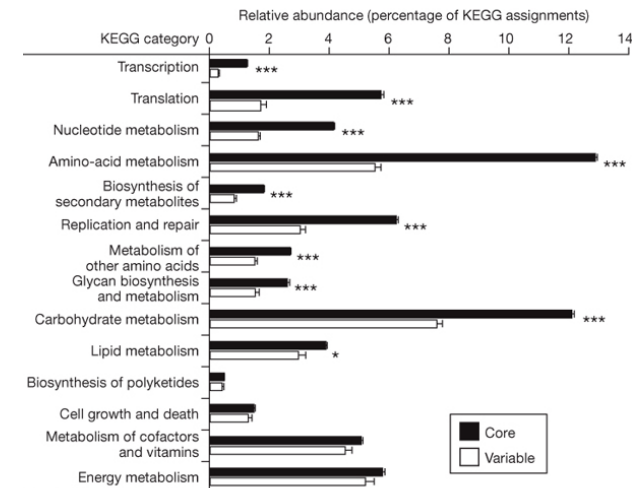 Relative abundance (percentage of KEGG assignments)
KEGG category 0 2 4 6 8 10 12 14
Transcription ***
Translation ***
Nucleotide metabolism ***
Amino-acid metabolism ***
Biosynthesis of
secondary metabolites ***
Replication and repair ***
Metabolism of
other amino acids ***
Glycan biosynthesis
and metabolism ***
Carbohydrate metabolism ***
Lipid metabolism *
Biosynthesis of polyketides
Cell growth and death
Metabolism of cofactors
and vitamins
Energy metabolism
Core
Variable